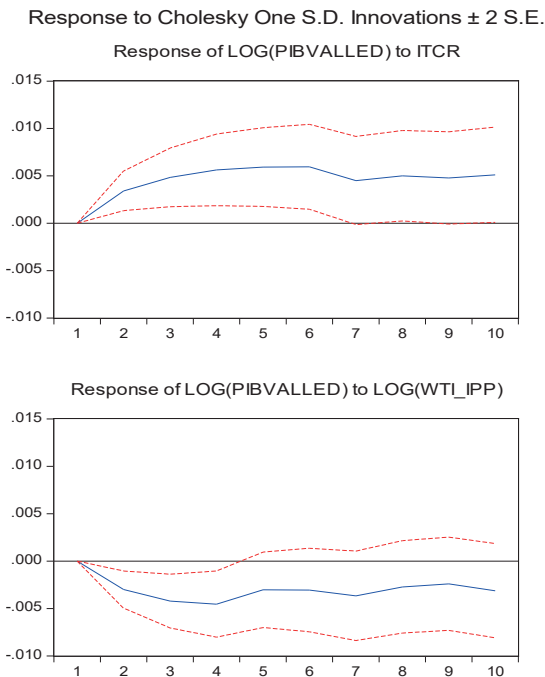 Response to Cholesky One S.D. Innovations ± 2 S.E.
Response of LOG(PIBVALLED) to ITCR
.015
.010
.005
.000
-.005
-.010
1 2 3 4 5 6 7 8 9 10
Response of LOG(PIBVALLED) to LOG(WTI_IPP)
.015
.010
.005
.000
-.005
-.010
1 2 3 4 5 6 7 8 9 10